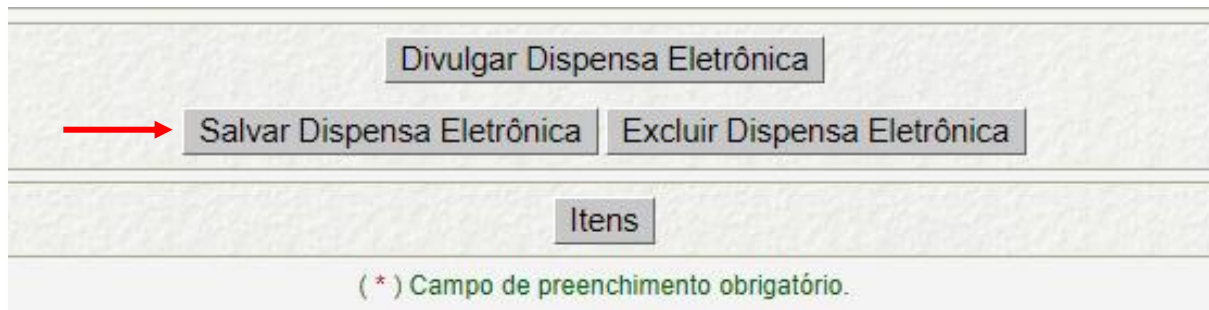 Divulgar Dispensa Eletrônica
Salvar Dispensa Eletrônica Excluir Dispensa Eletrônica
Itens
( * ) Campo de preenchimento obrigatório.